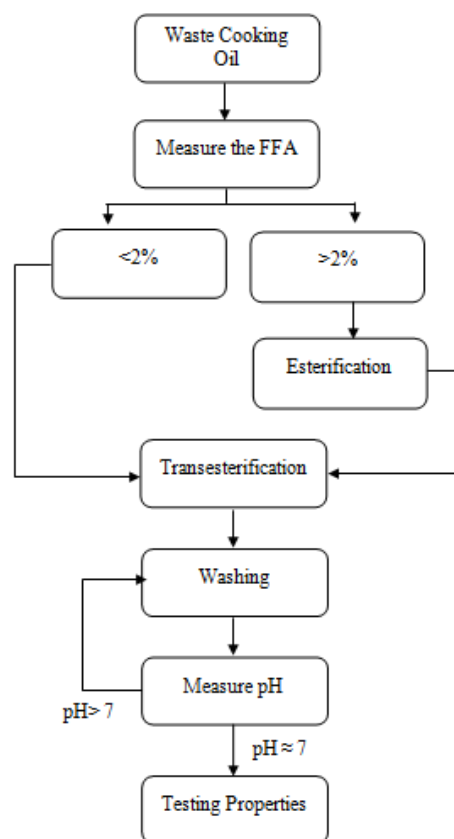 Waste Cooking
Oil
Measure the FFA
<2%
>2%
Esterification
Transesterification
Washing
Measure pH
pH> 7
pH ≈ 7
Testing Properties